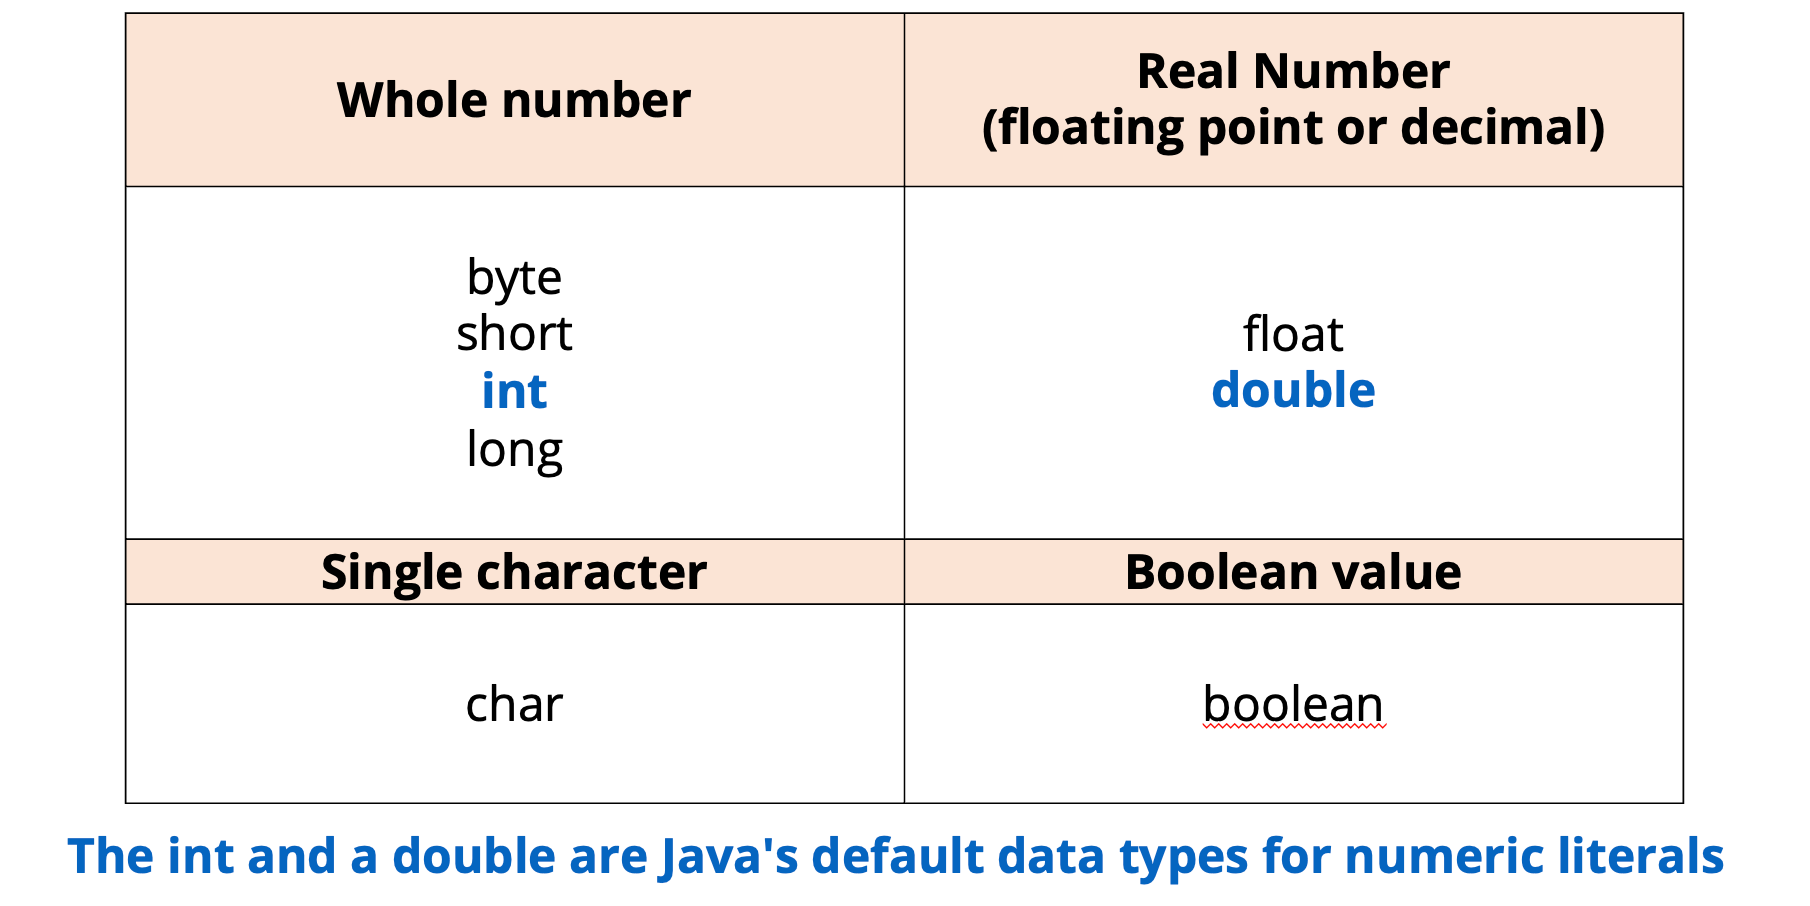 Whole number
Real Number
(floating point or decimal)
byte
short
int
long
float
double
Single character
Boolean value
char
boolean
The int and a double are Java's default data types for numeric literals